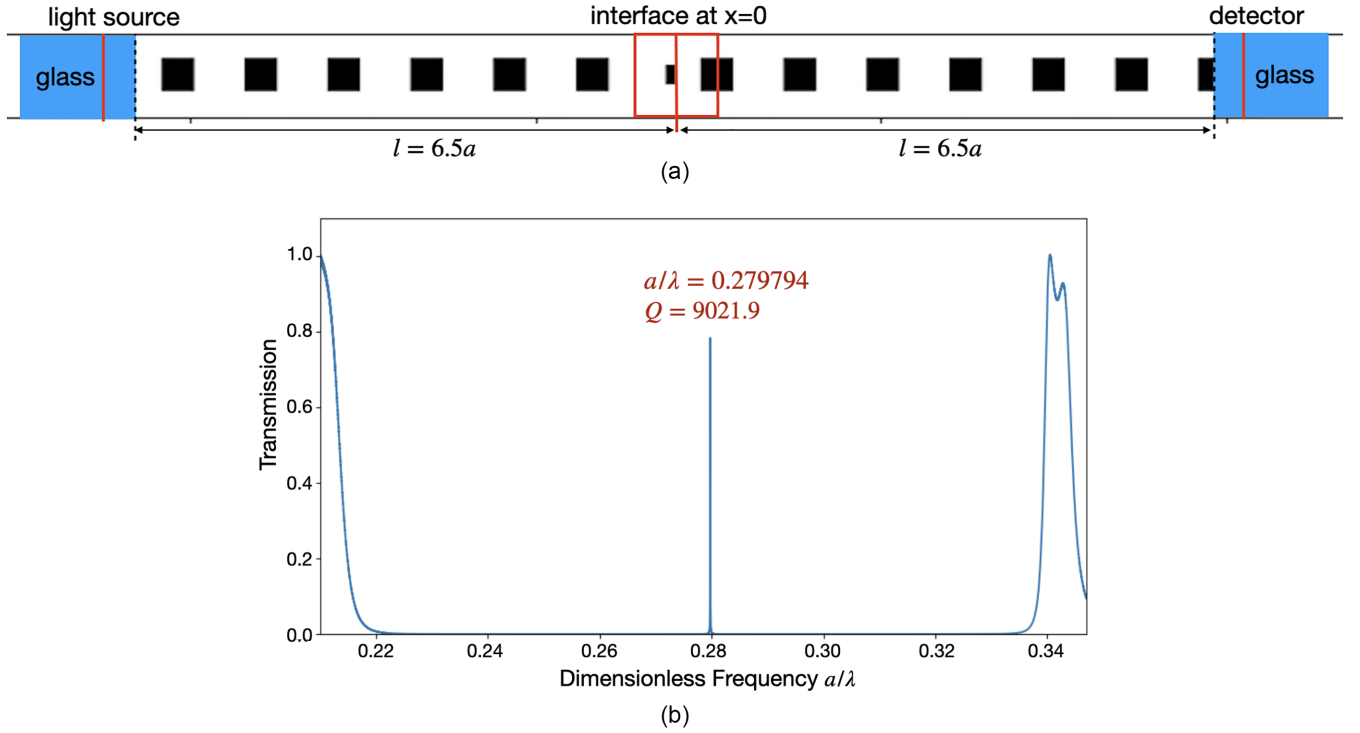 light source
interface at x=0
detector
glass
glass
l = 6.5a
l = 6.5a
(a)
1.0
0.8
0.6
0.4
0.2
0.0
Transmission
a/λ = 0.279794
Q = 9021.9
0.22
0.24
0.26
0.28
0.30
0.32
0.34
Dimensionless Frequency a/λ
(b)